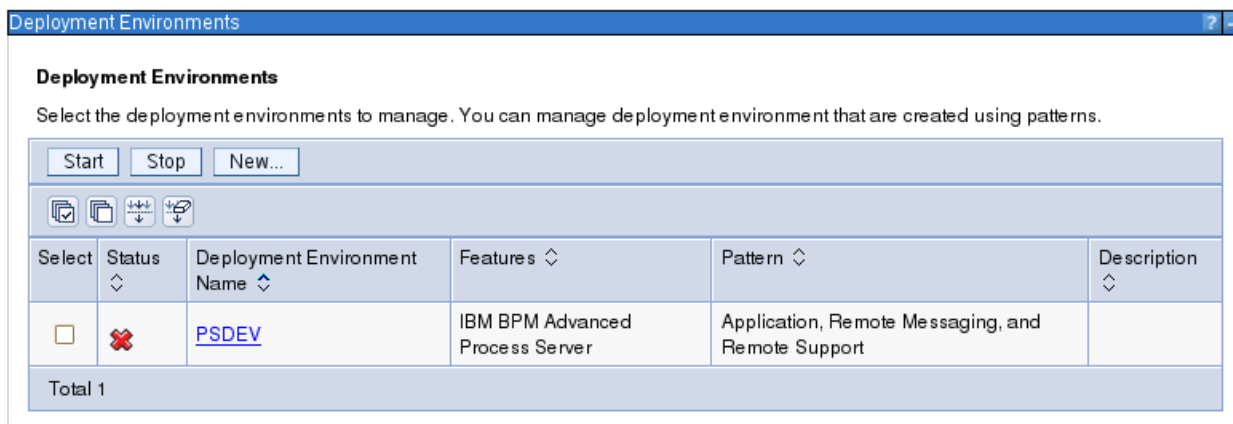 Deployment Environments ? -
Deployment Environments
Select the deployment environments to manage. You can manage deployment environment that are created using patterns.
Start Stop New...
Select Status Deployment Environment Name Features Pattern Description
PSDEV IBM BPM Advanced Process Server Application, Remote Messaging, and Remote Support
Total 1